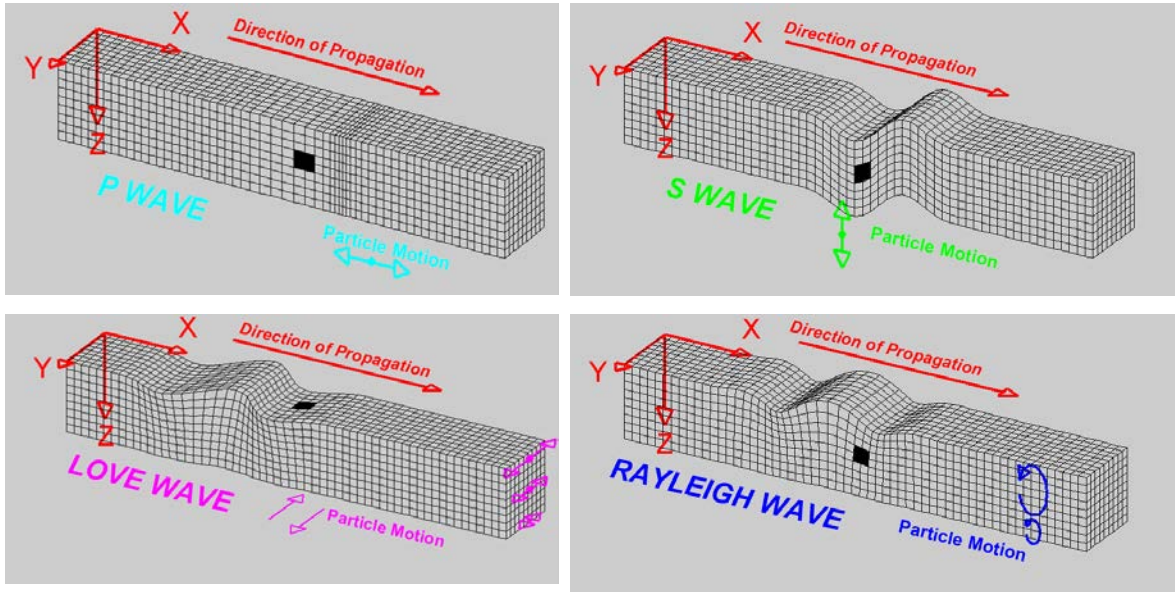 X
Direction of Propagation
Y
Z
P WAVE
Particle Motion
X
Direction of Propagation
Y
Z
S WAVE
Particle Motion
X
Direction of Propagation
Y
Z
LOVE WAVE
Particle Motion
X
Direction of Propagation
Y
Z
RAYLEIGH WAVE
Particle Motion